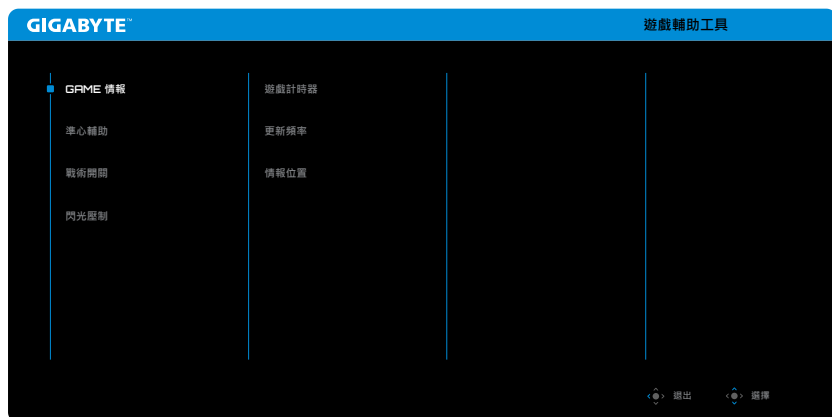 GIGABYTE™ 遊戲輔助工具
GAME 情報 遊戲計時器
準心輔助 更新頻率
戰術開關 情報位置
閃光壓制
退出 選擇